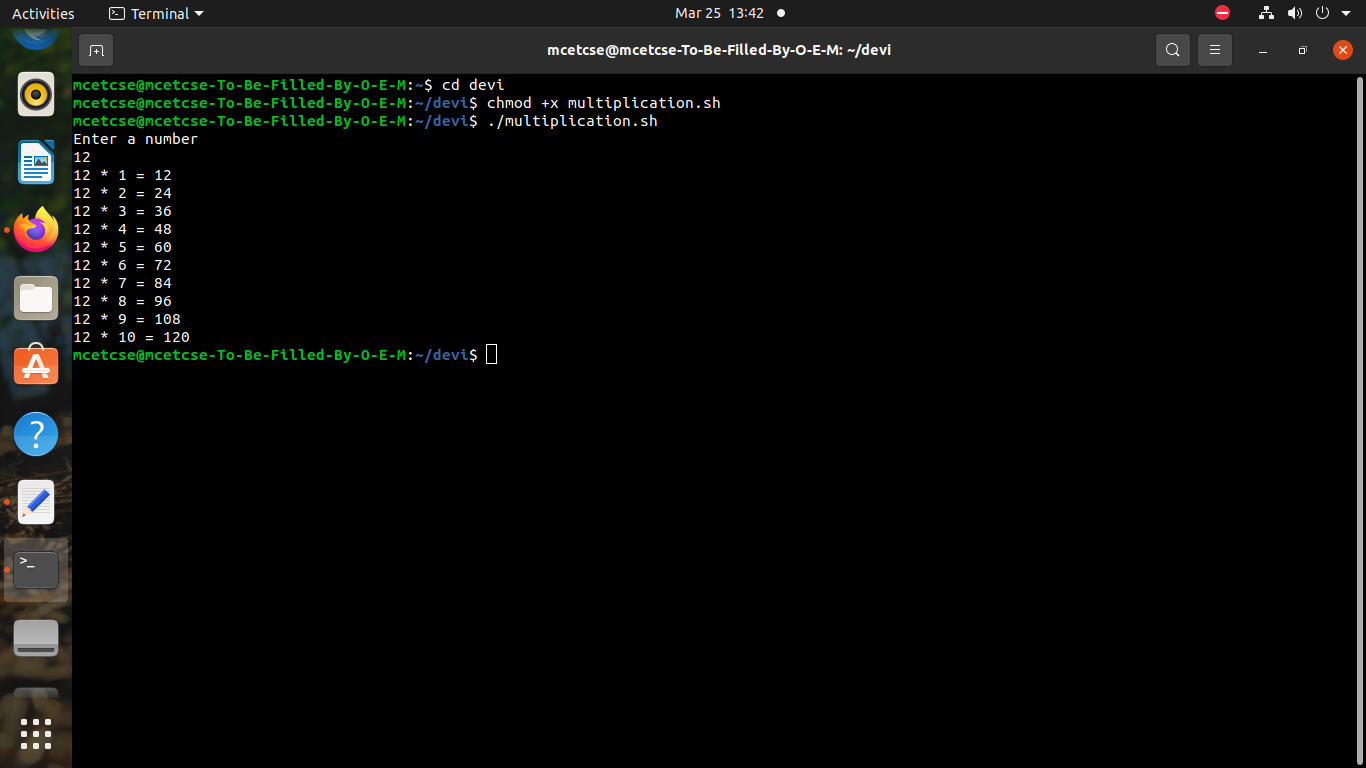 Activities Terminal Mar 25 13:42
mcetcse@mcetcse-To-Be-Filled-By-O-E-M: ~/devi
mcetcse@mcetcse-To-Be-Filled-By-O-E-M:~$ cd devi
mcetcse@mcetcse-To-Be-Filled-By-O-E-M:~/devi$ chmod +x multiplication.sh
mcetcse@mcetcse-To-Be-Filled-By-O-E-M:~/devi$ ./multiplication.sh
Enter a number
12
12 * 1 = 12
12 * 2 = 24
12 * 3 = 36
12 * 4 = 48
12 * 5 = 60
12 * 6 = 72
12 * 7 = 84
12 * 8 = 96
12 * 9 = 108
12 * 10 = 120
mcetcse@mcetcse-To-Be-Filled-By-O-E-M:~/devi$